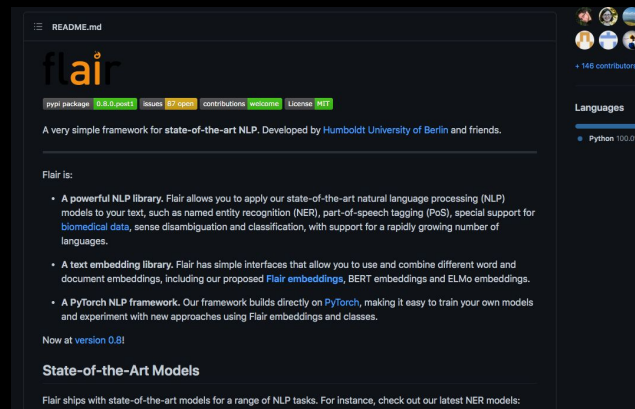 README.md
flair
pypi package 0.8.0.post1 issues 87 open contributions welcome License MIT
A very simple framework for state-of-the-art NLP. Developed by Humboldt University of Berlin and friends.
Flair is:
• A powerful NLP library. Flair allows you to apply our state-of-the-art natural language processing (NLP)
models to your text, such as named entity recognition (NER), part-of-speech tagging (PoS), special support for
biomedical data, sense disambiguation and classification, with support for a rapidly growing number of
languages.
• A text embedding library. Flair has simple interfaces that allow you to use and combine different word and
document embeddings, including our proposed Flair embeddings, BERT embeddings and ELMo embeddings.
• A PyTorch NLP framework. Our framework builds directly on PyTorch, making it easy to train your own models
and experiment with new approaches using Flair embeddings and classes.
Now at version 0.8!
State-of-the-Art Models
Flair ships with state-of-the-art models for a range of NLP tasks. For instance, check out our latest NER models:
+ 146 contributors
Languages
Python 100.0%